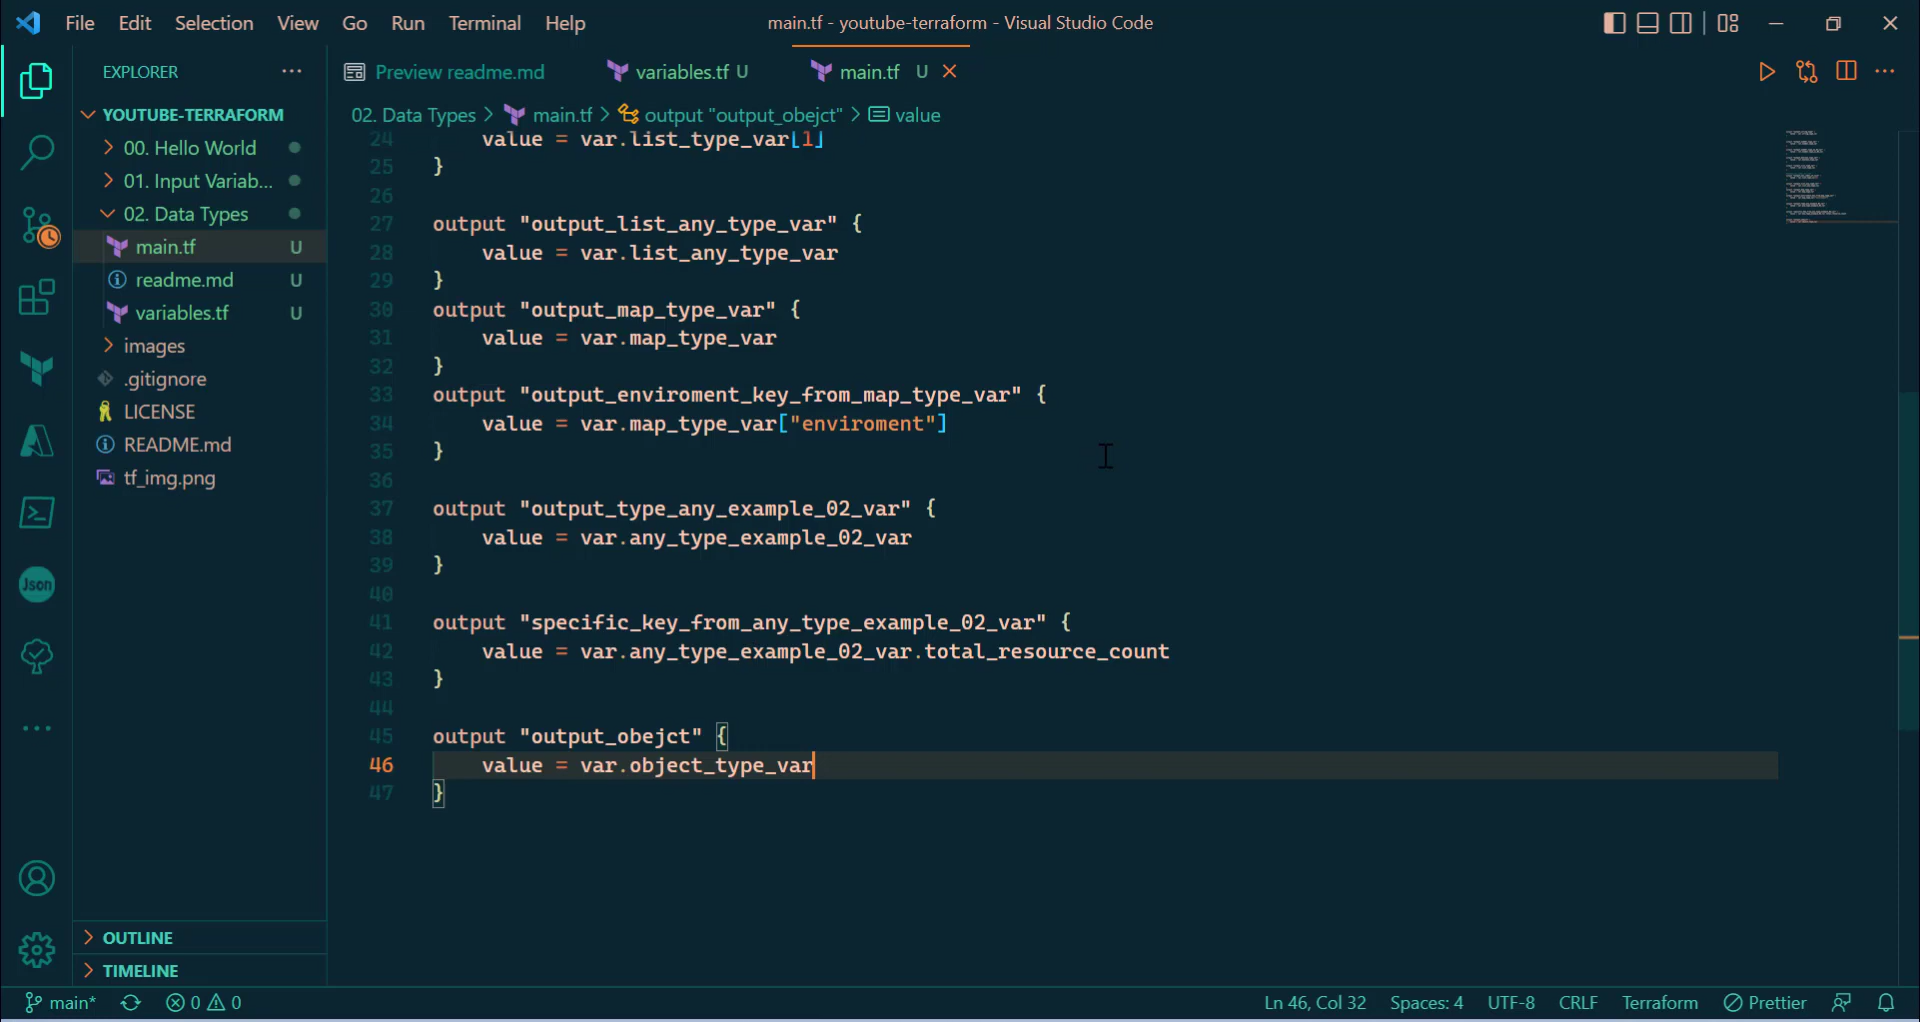 File Edit Selection View Go Run Terminal Help
main.tf - youtube-terraform - Visual Studio Code
EXPLORER
YOUTUBE-TERRAFORM
00. Hello World
01. Input Variab...
02. Data Types
main.tf U
readme.md U
variables.tf U
images
.gitignore
LICENSE
README.md
tf_img.png
OUTLINE
TIMELINE
Json
Preview readme.md variables.tf U main.tf U
02. Data Types > main.tf > output "output_obejct" > value
24 value = var.list_type_var[1]
25 }
26
27 output "output_list_any_type_var" {
28 value = var.list_any_type_var
29 }
30 output "output_map_type_var" {
31 value = var.map_type_var
32 }
33 output "output_enviroment_key_from_map_type_var" {
34 value = var.map_type_var["enviroment"]
35 }
36
37 output "output_type_any_example_02_var" {
38 value = var.any_type_example_02_var
39 }
40
41 output "specific_key_from_any_type_example_02_var" {
42 value = var.any_type_example_02_var.total_resource_count
43 }
44
45 output "output_obejct" {
46 value = var.object_type_var
47 }
main* 0 0 Ln 46, Col 32 Spaces: 4 UTF-8 CRLF Terraform Prettier